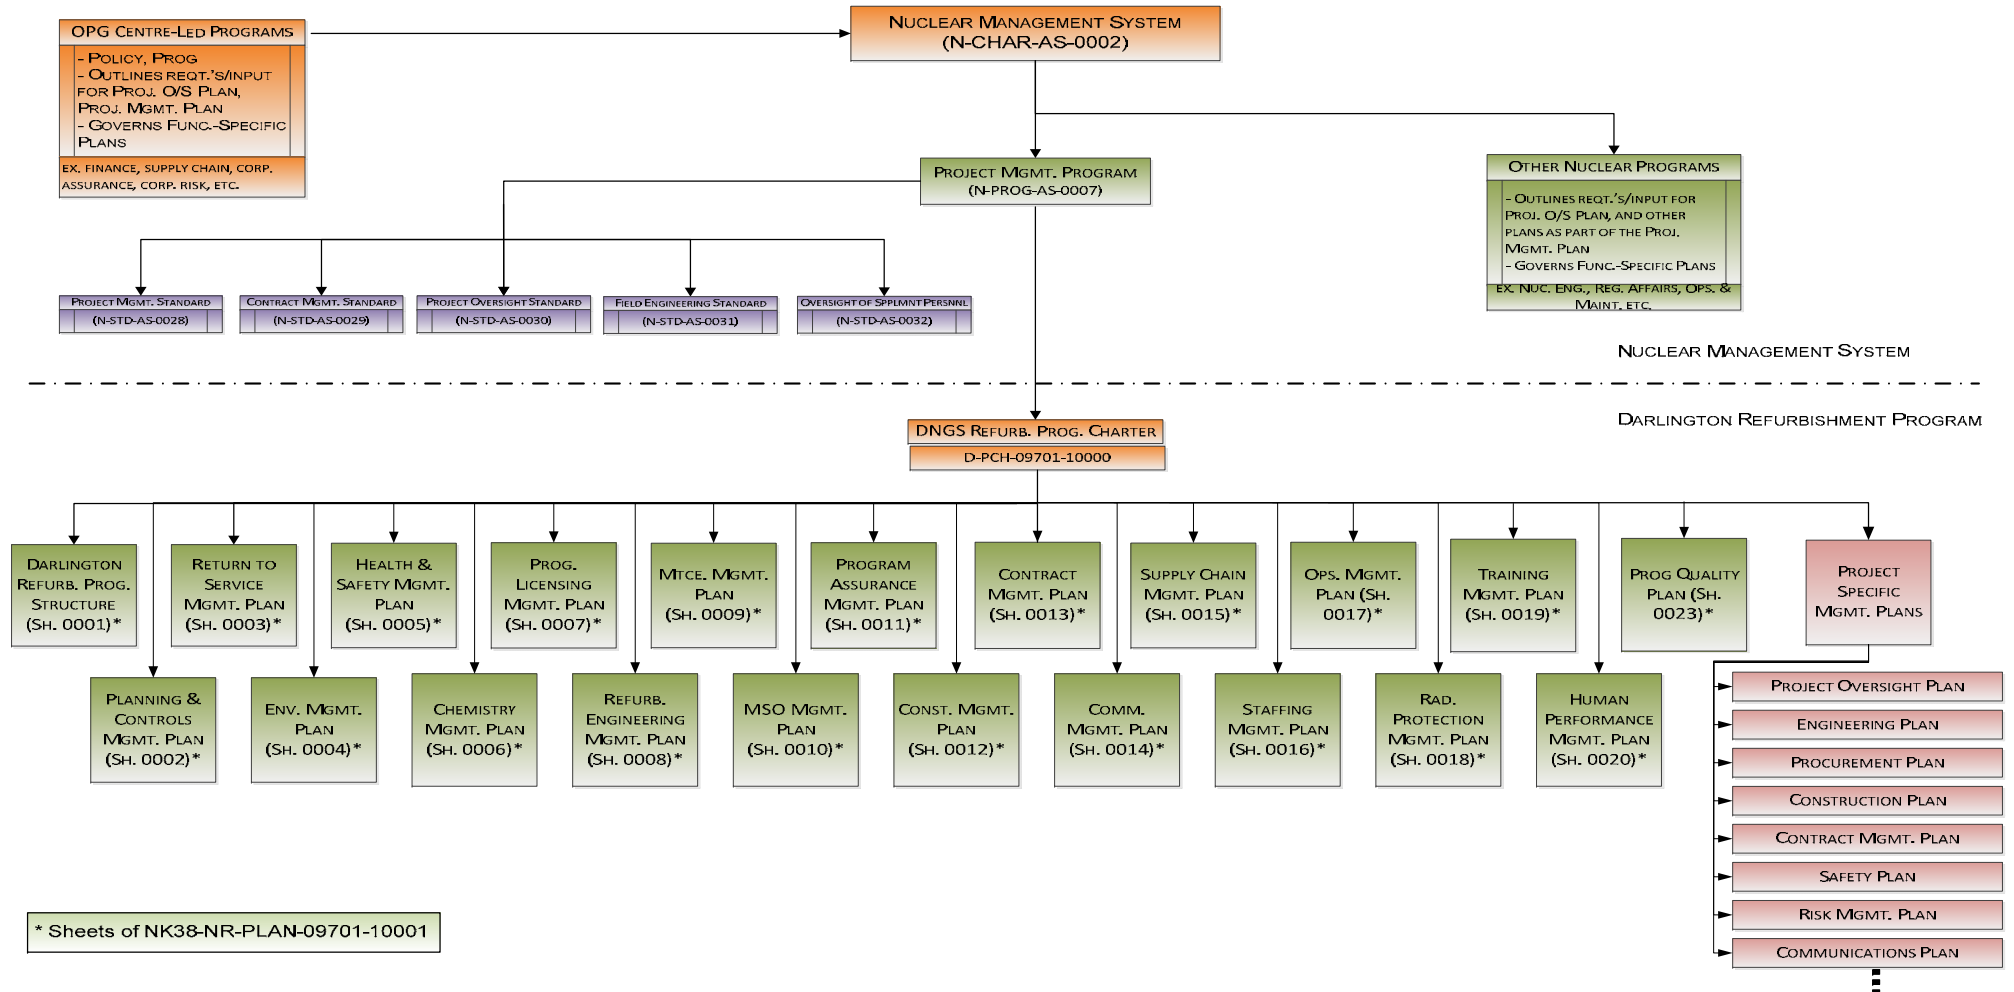 OPG Centre-Led Programs
- Policy, Prog
- Outlines reqt.'s/input
for Proj. O/S Plan,
Proj. Mgmt. Plan
- Governs Func.-Specific
Plans
ex. finance, supply chain, corp.
assurance, corp. risk, etc.
Nuclear Management System
(N-CHAR-AS-0002)
Project Mgmt. Program
(N-PROG-AS-0007)
Other Nuclear Programs
- Outlines reqt.'s/input for
Proj. O/S Plan, and other
plans as part of the Proj.
Mgmt. Plan
- Governs Func.-Specific Plans
ex. Nuc. Eng., Reg. Affairs, Ops. &
Maint. etc.
Project Mgmt. Standard
(N-STD-AS-0028)
Contract Mgmt. Standard
(N-STD-AS-0029)
Project Oversight Standard
(N-STD-AS-0030)
Field Engineering Standard
(N-STD-AS-0031)
Oversight of Spplmnt Persnnl
(N-STD-AS-0032)
Nuclear Management System
Darlington Refurbishment Program
DNGS Refurb. Prog. Charter
D-PCH-09701-10000
Darlington
Refurb. Prog.
Structure
(Sh. 0001)*
Return to
Service
Mgmt. Plan
(Sh. 0003)*
Health &
Safety Mgmt.
Plan
(Sh. 0005)*
Prog.
Licensing
Mgmt. Plan
(Sh. 0007)*
Mtce. Mgmt.
Plan
(Sh. 0009)*
Program
Assurance
Mgmt. Plan
(Sh. 0011)*
Contract
Mgmt. Plan
(Sh. 0013)*
Supply Chain
Mgmt. Plan
(Sh. 0015)*
Ops. Mgmt.
Plan (Sh.
0017)*
Training
Mgmt. Plan
(Sh. 0019)*
Prog Quality
Plan (Sh.
0023)*
Project
Specific
Mgmt. Plans
Planning &
Controls
Mgmt. Plan
(Sh. 0002)*
Env. Mgmt.
Plan
(Sh. 0004)*
Chemistry
Mgmt. Plan
(Sh. 0006)*
Refurb.
Engineering
Mgmt. Plan
(Sh. 0008)*
MSO Mgmt.
Plan
(Sh. 0010)*
Const. Mgmt.
Plan
(Sh. 0012)*
Comm.
Mgmt. Plan
(Sh. 0014)*
Staffing
Mgmt. Plan
(Sh. 0016)*
Rad.
Protection
Mgmt. Plan
(Sh. 0018)*
Human
Performance
Mgmt. Plan
(Sh. 0020)*
Project Oversight Plan
Engineering Plan
Procurement Plan
Construction Plan
Contract Mgmt. Plan
Safety Plan
Risk Mgmt. Plan
Communications Plan
* Sheets of NK38-NR-PLAN-09701-10001